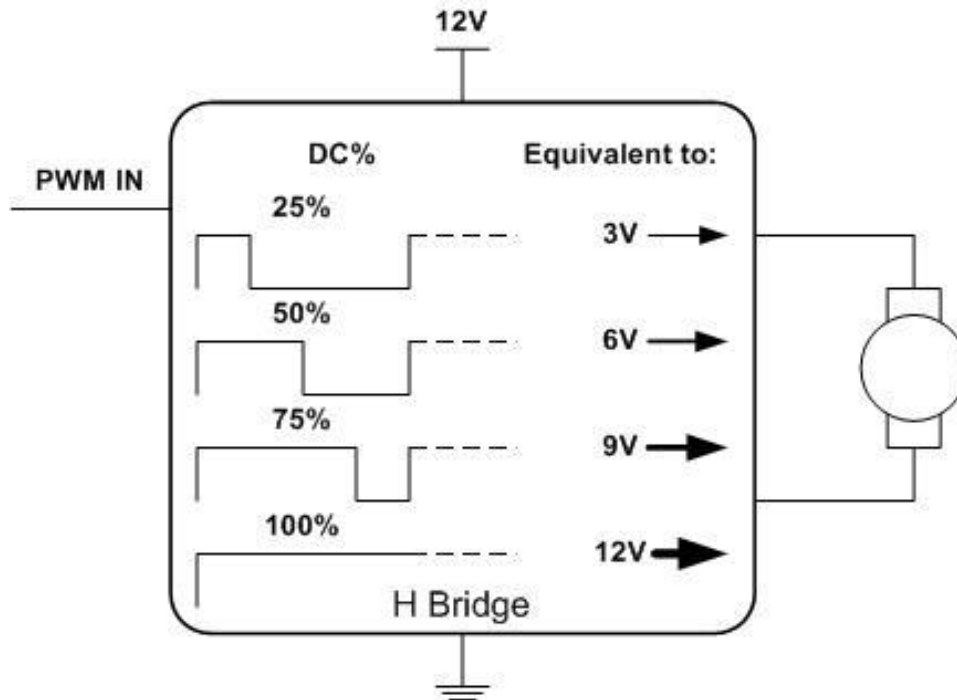 12V
DC% Equivalent to:
PWM IN
25%
3V
50%
6V
75%
9V
100%
12V
H Bridge